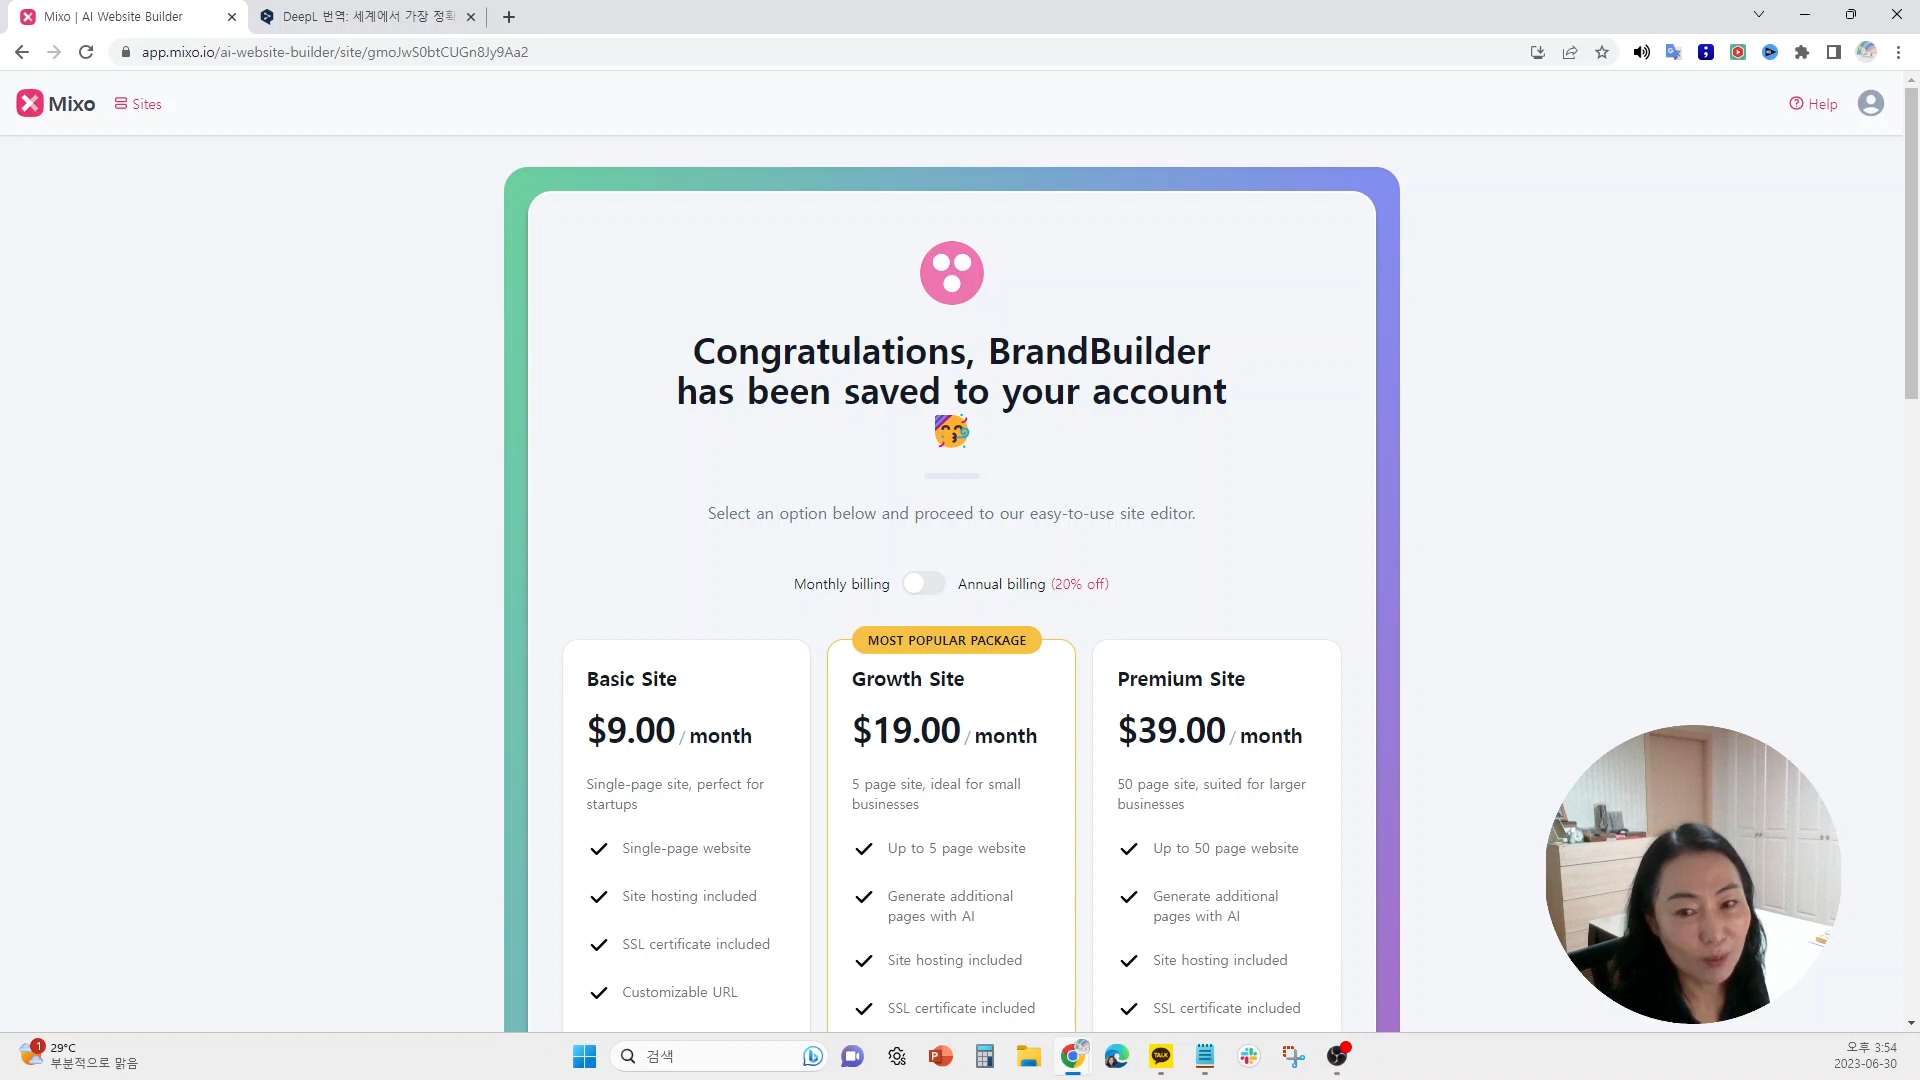 Mixo | AI Website Builder
DeepL 번역: 세계에서 가장 정확
app.mixo.io/ai-website-builder/site/gmoJwS0btCUGn8Jy9Aa2
Mixo
Sites
Help
Congratulations, BrandBuilder
has been saved to your account
Select an option below and proceed to our easy-to-use site editor.
Monthly billing
Annual billing (20% off)
MOST POPULAR PACKAGE
Basic Site
$9.00 / month
Single-page site, perfect for
startups
Single-page website
Site hosting included
SSL certificate included
Customizable URL
Growth Site
$19.00 / month
5 page site, ideal for small
businesses
Up to 5 page website
Generate additional
pages with AI
Site hosting included
SSL certificate included
Premium Site
$39.00 / month
50 page site, suited for larger
businesses
Up to 50 page website
Generate additional
pages with AI
Site hosting included
SSL certificate included
1
29°C
부분적으로 맑음
검색
TALK
오후 3:54
2023-06-30